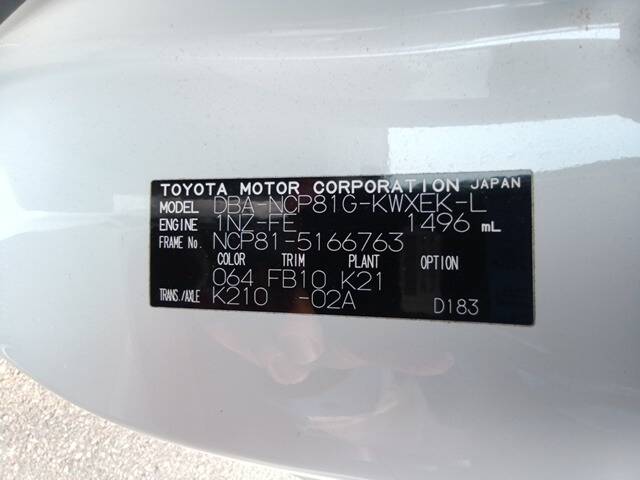 TOYOTA MOTOR CORPORATION JAPAN
MODEL DBA-NCP81G-KWXEK-L
ENGINE 1NZ-FE 1496 mL
FRAME No. NCP81-5166763
COLOR TRIM PLANT OPTION
064 FB10 K21
TRANS./AXLE K210 -02A D183